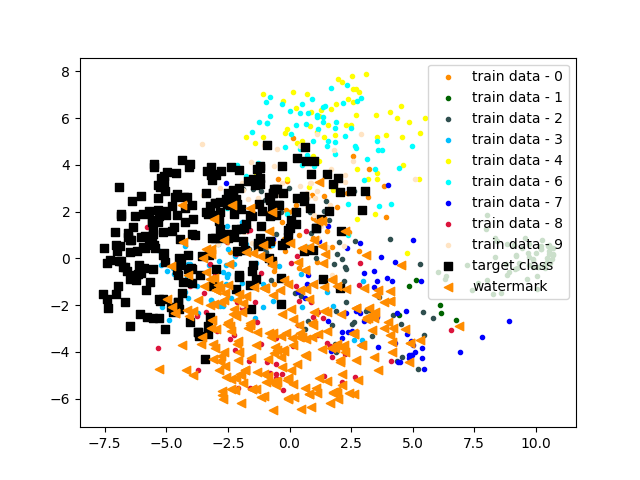 8
6
4
2
0
−2
−4
−6
−7.5 −5.0 −2.5 0.0 2.5 5.0 7.5 10.0
train data - 0
train data - 1
train data - 2
train data - 3
train data - 4
train data - 6
train data - 7
train data - 8
train data - 9
target class
watermark